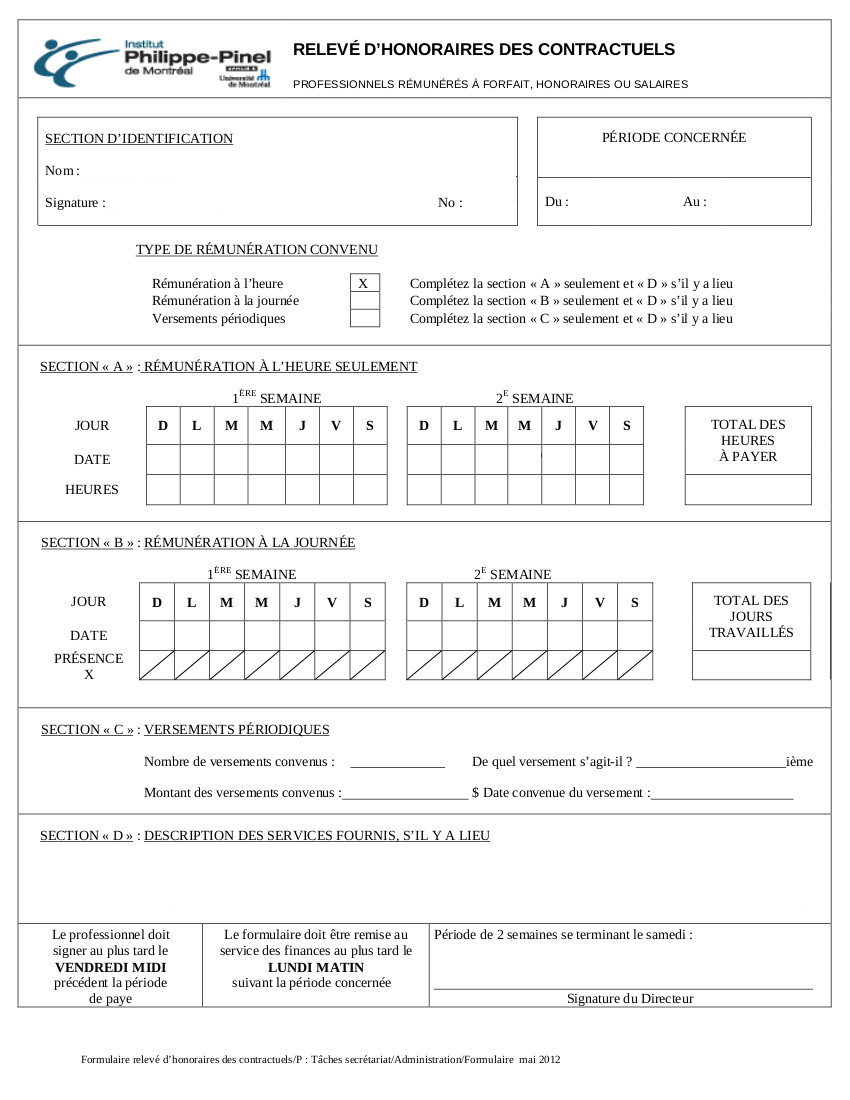 Institut
Philippe-Pinel
de Montréal
AFFILIÉ À
Université
de Montréal
RELEVÉ D’HONORAIRES DES CONTRACTUELS
PROFESSIONNELS RÉMUNÉRÉS À FORFAIT, HONORAIRES OU SALAIRES
SECTION D’IDENTIFICATION
Nom :
Signature : No :
PÉRIODE CONCERNÉE
Du : Au :
TYPE DE RÉMUNÉRATION CONVENU
Rémunération à l’heure X Complétez la section « A » seulement et « D » s’il y a lieu
Rémunération à la journée Complétez la section « B » seulement et « D » s’il y a lieu
Versements périodiques Complétez la section « C » seulement et « D » s’il y a lieu
SECTION « A » : RÉMUNÉRATION À L’HEURE SEULEMENT
1ÈRE SEMAINE 2E SEMAINE
JOUR D L M M J V S D L M M J V S
DATE
HEURES
TOTAL DES
HEURES
À PAYER
SECTION « B » : RÉMUNÉRATION À LA JOURNÉE
1ÈRE SEMAINE 2E SEMAINE
JOUR D L M M J V S D L M M J V S
DATE
PRÉSENCE
X
TOTAL DES
JOURS
TRAVAILLÉS
SECTION « C » : VERSEMENTS PÉRIODIQUES
Nombre de versements convenus : _____________ De quel versement s’agit-il ? _____________________ième
Montant des versements convenus :__________________ $ Date convenue du versement :____________________
SECTION « D » : DESCRIPTION DES SERVICES FOURNIS, S’IL Y A LIEU
Le professionnel doit
signer au plus tard le
VENDREDI MIDI
précédent la période
de paye
Le formulaire doit être remise au
service des finances au plus tard le
LUNDI MATIN
suivant la période concernée
Période de 2 semaines se terminant le samedi :
Signature du Directeur
Formulaire relevé d’honoraires des contractuels/P : Tâches secrétariat/Administration/Formulaire mai 2012